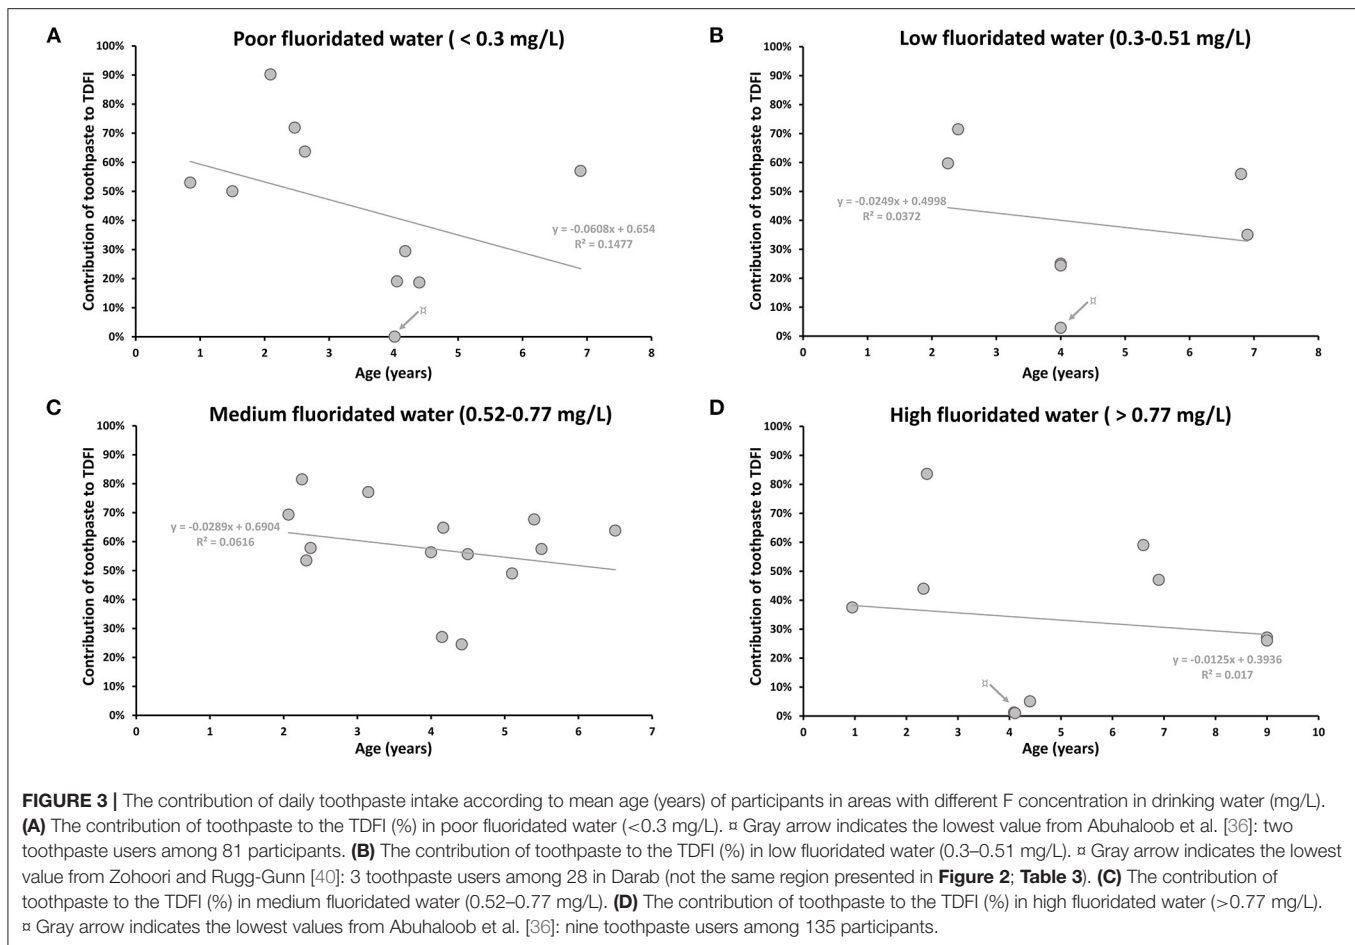 A
Poor fluoridated water ( < 0.3 mg/L)
Contribution of toothpaste to TDFI
100%
90%
80%
70%
60%
50%
40%
30%
20%
10%
0%
y = -0.0608x + 0.654
R² = 0.1477
¤
0 1 2 3 4 5 6 7 8
Age (years)
B
Low fluoridated water (0.3-0.51 mg/L)
Contribution of toothpaste to TDFI
100%
90%
80%
70%
60%
50%
40%
30%
20%
10%
0%
y = -0.0249x + 0.4998
R² = 0.0372
¤
0 1 2 3 4 5 6 7 8
Age (years)
C
Medium fluoridated water (0.52-0.77 mg/L)
Contribution of toothpaste to TDFI
100%
90%
80%
70%
60%
50%
40%
30%
20%
10%
0%
y = -0.0289x + 0.6904
R² = 0.0616
0 1 2 3 4 5 6 7
Age (years)
D
High fluoridated water ( > 0.77 mg/L)
Contribution of toothpaste to TDFI
100%
90%
80%
70%
60%
50%
40%
30%
20%
10%
0%
y = -0.0125x + 0.3936
R² = 0.017
¤
0 1 2 3 4 5 6 7 8 9 10
Age (years)
FIGURE 3 | The contribution of daily toothpaste intake according to mean age (years) of participants in areas with different F concentration in drinking water (mg/L).
(A) The contribution of toothpaste to the TDFI (%) in poor fluoridated water (<0.3 mg/L). ¤ Gray arrow indicates the lowest value from Abuhaloob et al. [36]: two
toothpaste users among 81 participants. (B) The contribution of toothpaste to the TDFI (%) in low fluoridated water (0.3–0.51 mg/L). ¤ Gray arrow indicates the lowest
value from Zohoori and Rugg-Gunn [40]: 3 toothpaste users among 28 in Darab (not the same region presented in Figure 2; Table 3). (C) The contribution of
toothpaste to the TDFI (%) in medium fluoridated water (0.52–0.77 mg/L). (D) The contribution of toothpaste to the TDFI (%) in high fluoridated water (>0.77 mg/L).
¤ Gray arrow indicates the lowest values from Abuhaloob et al. [36]: nine toothpaste users among 135 participants.